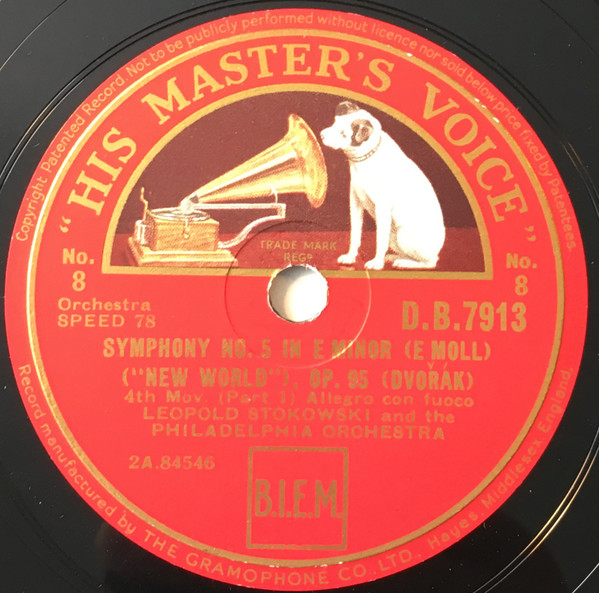 Copyright Patented Record. Not to be publicly performed without licence nor sold below price fixed by Patentees.
"HIS MASTER'S VOICE"
TRADE MARK
REGD
No.
8
No.
8
Orchestra
SPEED 78
D.B.7913
SYMPHONY NO. 5 IN E MINOR (E MOLL)
("NEW WORLD"), OP. 95 (DVOŘÁK)
4th Mov. (Part 1) Allegro con fuoco
LEOPOLD STOKOWSKI and the
PHILADELPHIA ORCHESTRA
2A.84546
B.I.E.M.
Record manufactured by THE GRAMOPHONE CO., LTD., Hayes, Middlesex, England.